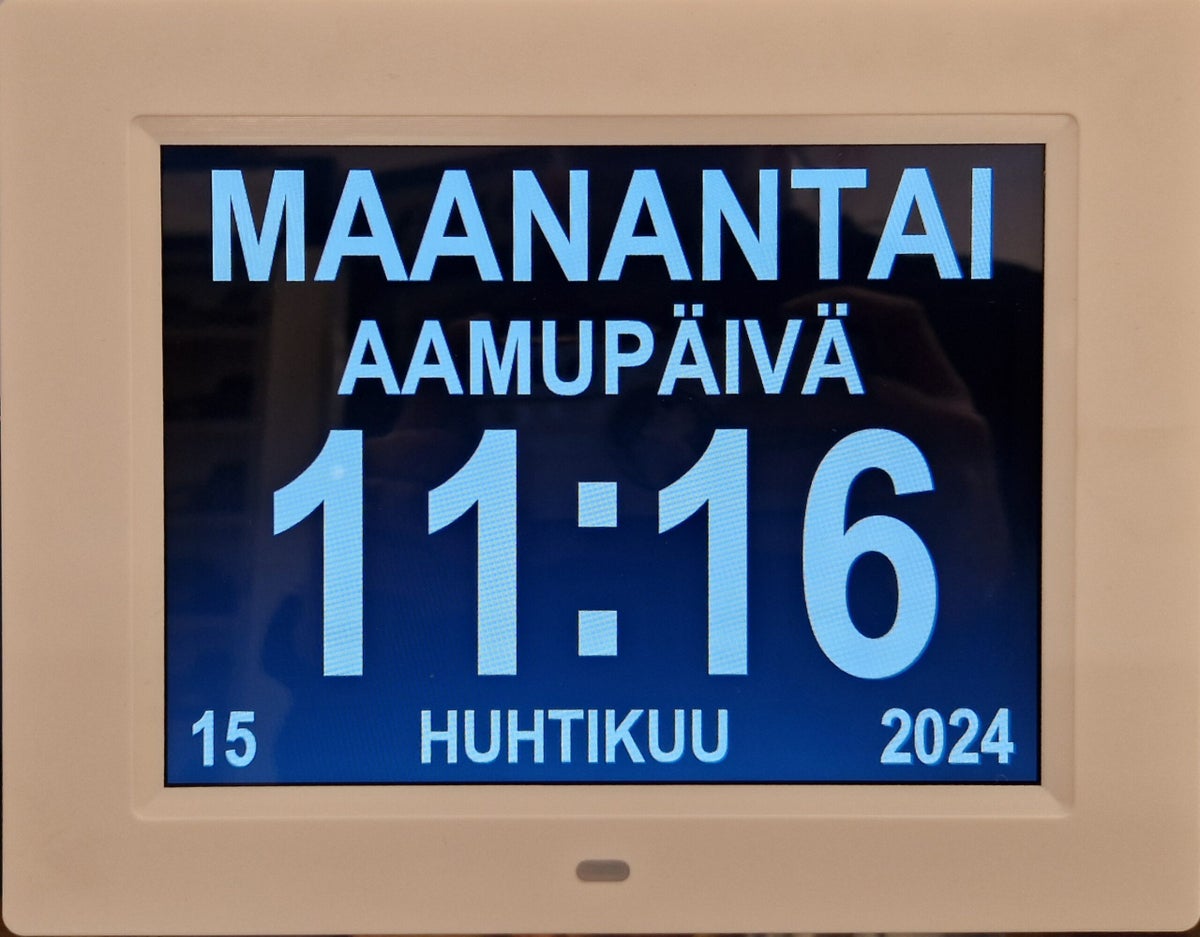 MAANANTAI
AAMUPÄIVÄ
11:16
15 HUHTIKUU 2024